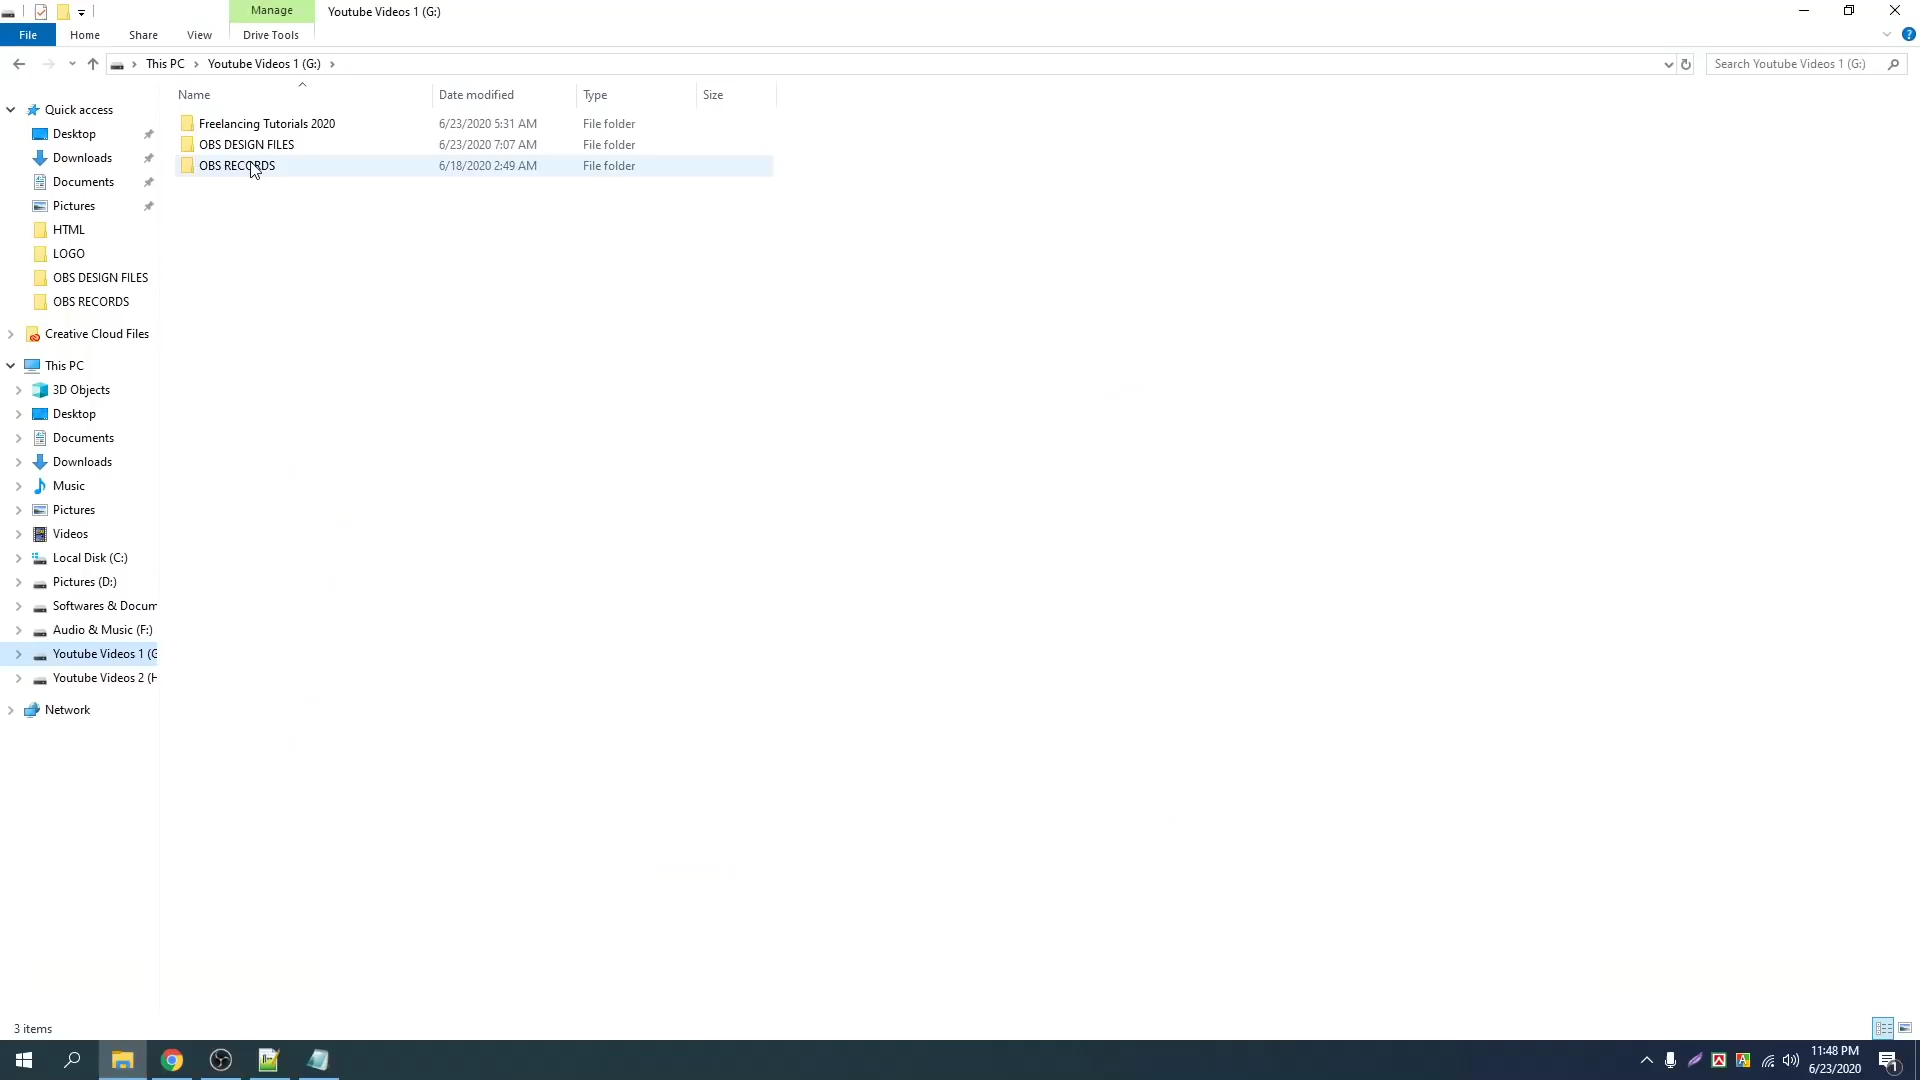 Manage
Youtube Videos 1 (G:)
File
Home
Share
View
Drive Tools
This PC
Youtube Videos 1 (G:)
Search Youtube Videos 1 (G:)
Name
Date modified
Type
Size
Freelancing Tutorials 2020
6/23/2020 5:31 AM
File folder
OBS DESIGN FILES
6/23/2020 7:07 AM
File folder
OBS RECORDS
6/18/2020 2:49 AM
File folder
Quick access
Desktop
Downloads
Documents
Pictures
HTML
LOGO
OBS DESIGN FILES
OBS RECORDS
Creative Cloud Files
This PC
3D Objects
Desktop
Documents
Downloads
Music
Pictures
Videos
Local Disk (C:)
Pictures (D:)
Softwares & Docum
Audio & Music (F:)
Youtube Videos 1 (G
Youtube Videos 2 (H
Network
3 items
11:48 PM
6/23/2020
1